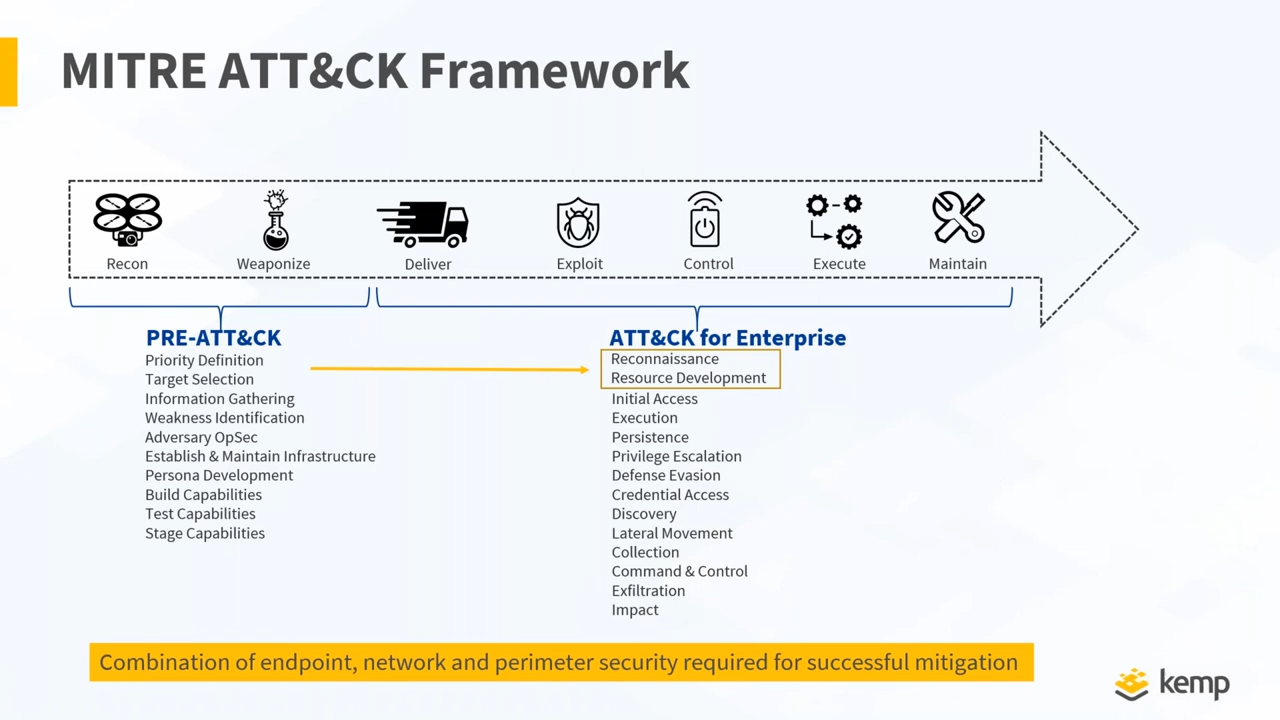 MITRE ATT&CK Framework
Recon
Weaponize
Deliver
Exploit
Control
Execute
Maintain
PRE-ATT&CK
Priority Definition
Target Selection
Information Gathering
Weakness Identification
Adversary OpSec
Establish & Maintain Infrastructure
Persona Development
Build Capabilities
Test Capabilities
Stage Capabilities
ATT&CK for Enterprise
Reconnaissance
Resource Development
Initial Access
Execution
Persistence
Privilege Escalation
Defense Evasion
Credential Access
Discovery
Lateral Movement
Collection
Command & Control
Exfiltration
Impact
Combination of endpoint, network and perimeter security required for successful mitigation
kemp